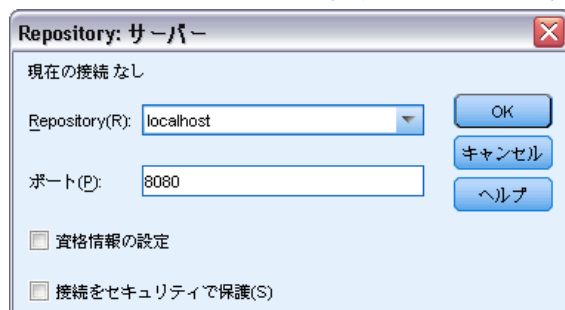 Repository: サーバー
現在の接続 なし
Repository(R): localhost
OK
キャンセル
ポート(P): 8080
ヘルプ
資格情報の設定
接続をセキュリティで保護(S)